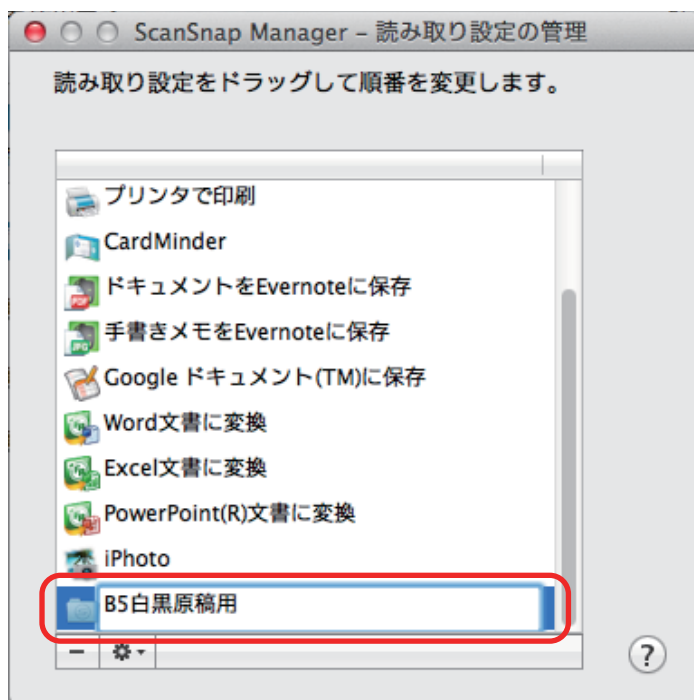 ScanSnap Manager – 読み取り設定の管理
読み取り設定をドラッグして順番を変更します。
プリンタで印刷
CardMinder
ドキュメントをEvernoteに保存
手書きメモをEvernoteに保存
Google ドキュメント(TM)に保存
Word文書に変換
Excel文書に変換
PowerPoint(R)文書に変換
iPhoto
B5白黒原稿用
?